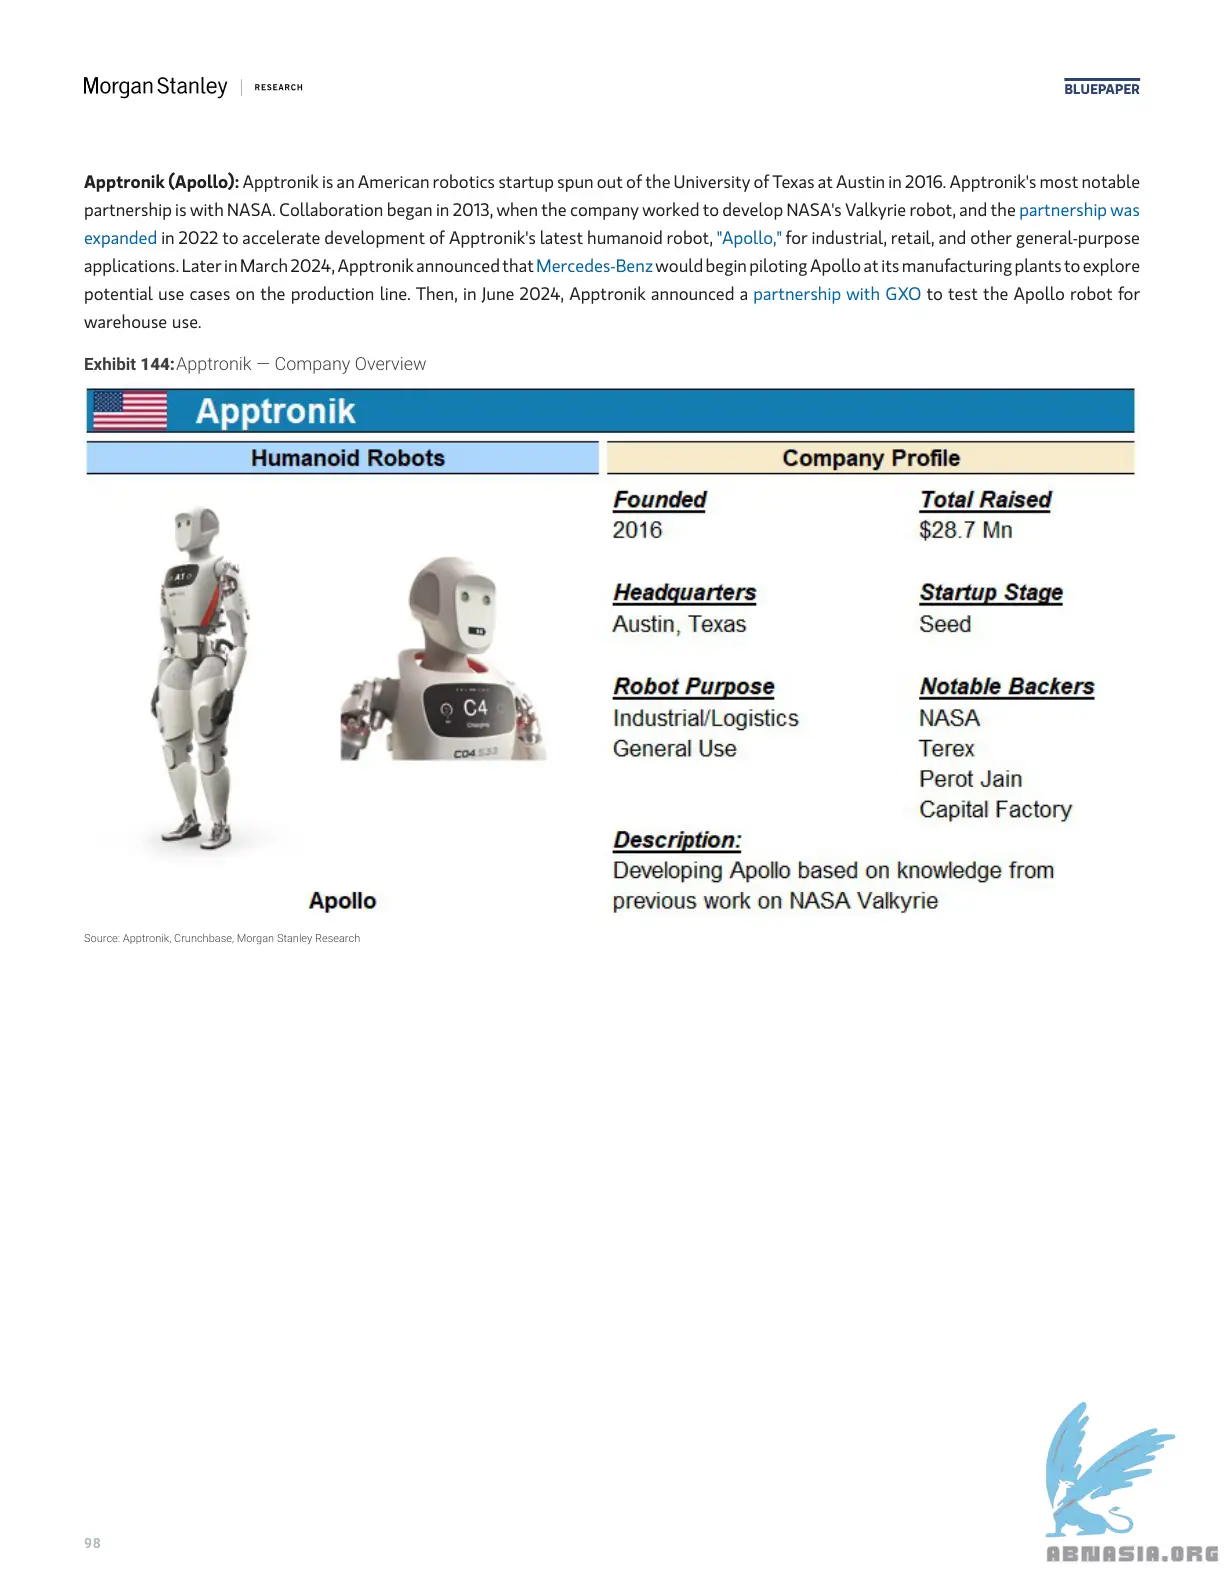 Morgan Stanley | RESEARCH
BLUEPAPER
Apptronik (Apollo): Apptronik is an American robotics startup spun out of the University of Texas at Austin in 2016. Apptronik's most notable
partnership is with NASA. Collaboration began in 2013, when the company worked to develop NASA's Valkyrie robot, and the partnership was
expanded in 2022 to accelerate development of Apptronik's latest humanoid robot, "Apollo," for industrial, retail, and other general-purpose
applications. Later in March 2024, Apptronik announced that Mercedes-Benz would begin piloting Apollo at its manufacturing plants to explore
potential use cases on the production line. Then, in June 2024, Apptronik announced a partnership with GXO to test the Apollo robot for
warehouse use.
Exhibit 144: Apptronik — Company Overview
Apptronik
Humanoid Robots
Company Profile
Founded
2016
Total Raised
$28.7 Mn
Headquarters
Austin, Texas
Startup Stage
Seed
Robot Purpose
Industrial/Logistics
General Use
Notable Backers
NASA
Terex
Perot Jain
Capital Factory
Description:
Developing Apollo based on knowledge from
previous work on NASA Valkyrie
A1
C4
Charging
C04.533
Apollo
Source: Apptronik, Crunchbase, Morgan Stanley Research
98
ABNASIA.ORG